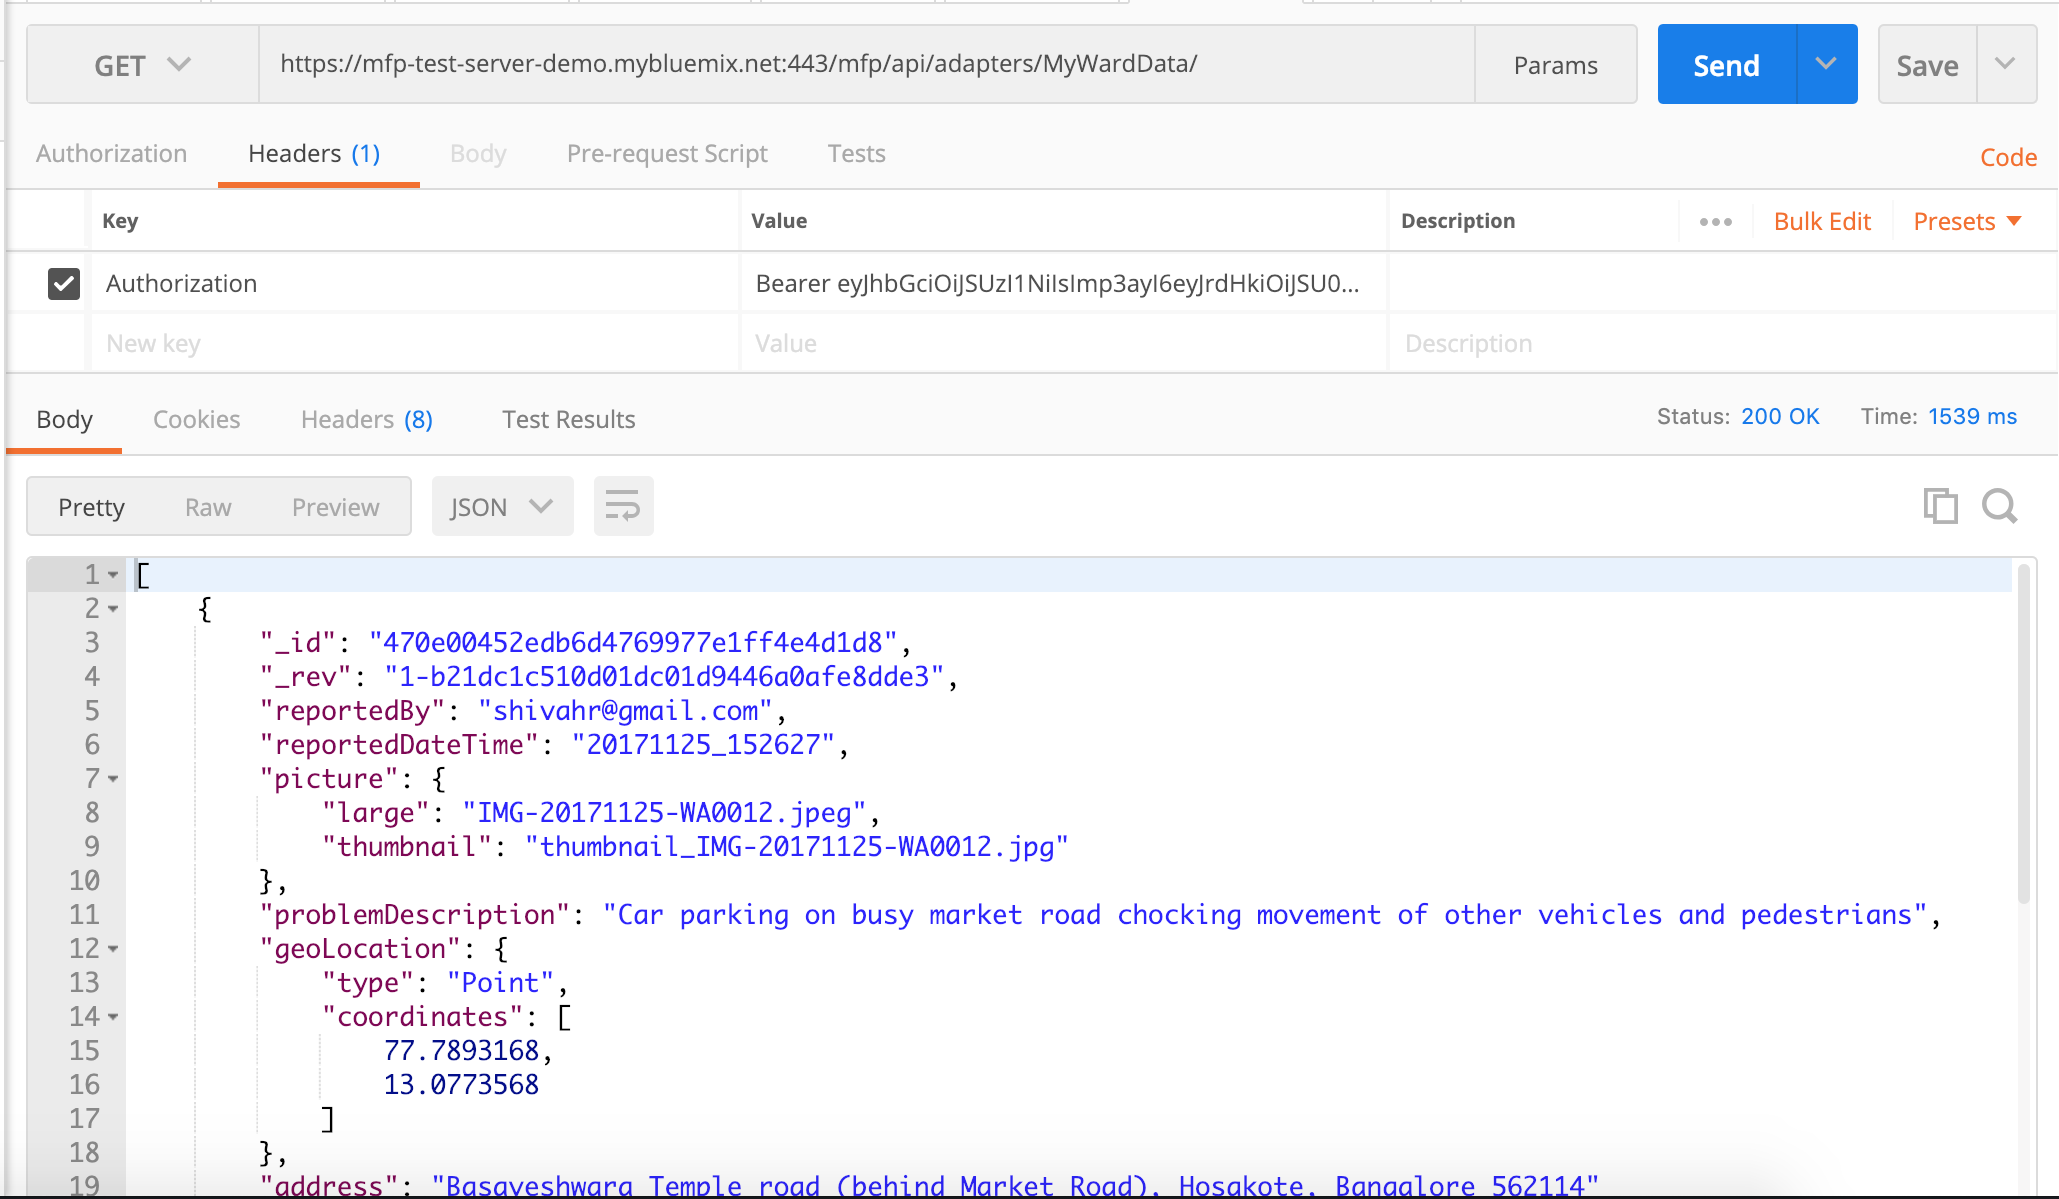 GET https://mfp-test-server-demo.mybluemix.net:443/mfp/api/adapters/MyWardData/ Params Send Save
Authorization Headers (1) Body Pre-request Script Tests Code
Key Value Description Bulk Edit Presets
Authorization Bearer eyJhbGciOiJSUzI1NiIsImp3ayI6eyJrdHkiOiJSU0...
New key Value Description
Body Cookies Headers (8) Test Results Status: 200 OK Time: 1539 ms
Pretty Raw Preview JSON
1 [
2 {
3 "_id": "470e00452edb6d4769977e1ff4e4d1d8",
4 "_rev": "1-b21dc1c510d01dc01d9446a0afe8dde3",
5 "reportedBy": "shivahr@gmail.com",
6 "reportedDateTime": "20171125_152627",
7 "picture": {
8 "large": "IMG-20171125-WA0012.jpeg",
9 "thumbnail": "thumbnail_IMG-20171125-WA0012.jpg"
10 },
11 "problemDescription": "Car parking on busy market road chocking movement of other vehicles and pedestrians",
12 "geoLocation": {
13 "type": "Point",
14 "coordinates": [
15 77.7893168,
16 13.0773568
17 ]
18 },
19 "address": "Basaveshwara Temple road (behind Market Road), Hosakote, Bangalore 562114"